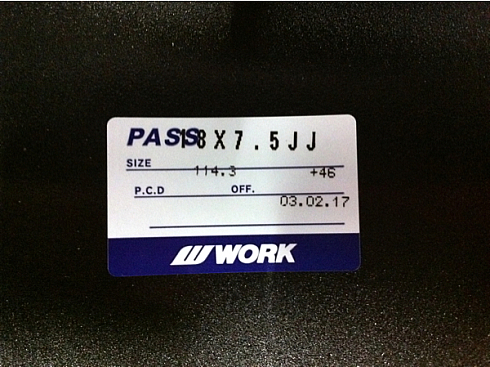 PASS 18X7.5JJ
SIZE
114.3 +46
P.C.D OFF.
03.02.17
WORK